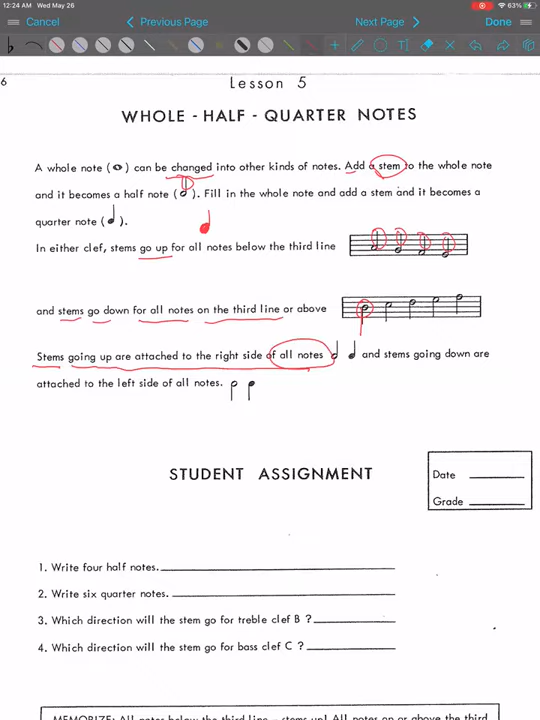 12:24 AM Wed May 26
63%
Cancel
Previous Page
Next Page
Done
T
6
Lesson 5
WHOLE - HALF - QUARTER NOTES
A whole note ( ) can be changed into other kinds of notes. Add a stem to the whole note
and it becomes a half note ( ). Fill in the whole note and add a stem and it becomes a
quarter note ( ).
In either clef, stems go up for all notes below the third line
and stems go down for all notes on the third line or above
Stems going up are attached to the right side of all notes and stems going down are
attached to the left side of all notes.
STUDENT ASSIGNMENT
Date
Grade
1. Write four half notes.
2. Write six quarter notes.
3. Which direction will the stem go for treble clef B ?
4. Which direction will the stem go for bass clef C ?
MEMORIZE: All notes below the third line - stems up! All notes on or above the third